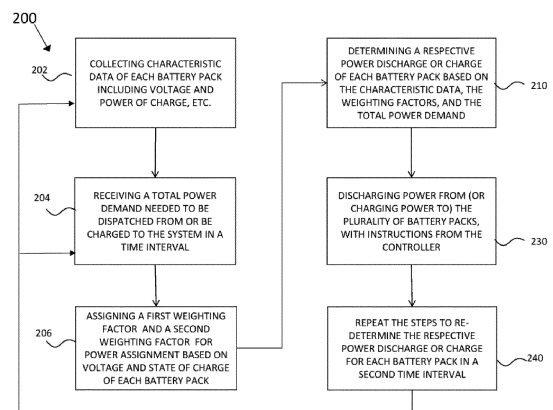 200
202
COLLECTING CHARACTERISTIC
DATA OF EACH BATTERY PACK
INCLUDING VOLTAGE AND
POWER OF CHARGE, ETC.
204
RECEIVING A TOTAL POWER
DEMAND NEEDED TO BE
DISPATCHED FROM OR BE
CHARGED TO THE SYSTEM IN A
TIME INTERVAL
206
ASSIGNING A FIRST WEIGHTING
FACTOR AND A SECOND
WEIGHTING FACTOR FOR
POWER ASSIGNMENT BASED ON
VOLTAGE AND STATE OF CHARGE
OF EACH BATTERY PACK
DETERMINING A RESPECTIVE
POWER DISCHARGE OR CHARGE
OF EACH BATTERY PACK BASED ON
THE CHARACTERISTIC DATA, THE
WEIGHTING FACTORS, AND THE
TOTAL POWER DEMAND
210
DISCHARGING POWER FROM (OR
CHARGING POWER TO) THE
PLURALITY OF BATTERY PACKS,
WITH INSTRUCTIONS FROM THE
CONTROLLER
230
REPEAT THE STEPS TO RE-
DETERMINE THE RESPECTIVE
POWER DISCHARGE OR CHARGE
FOR EACH BATTERY PACK IN A
SECOND TIME INTERVAL
240